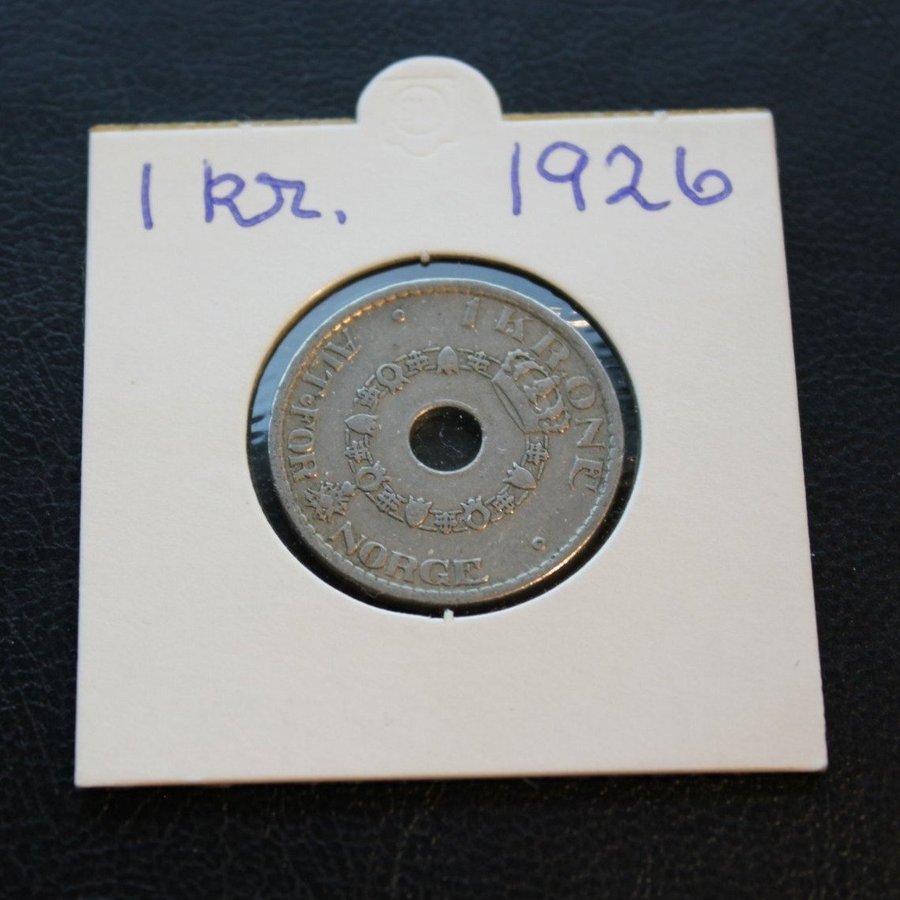 1 kr. 1926
1 KRONE
ALT·FOR
NORGE